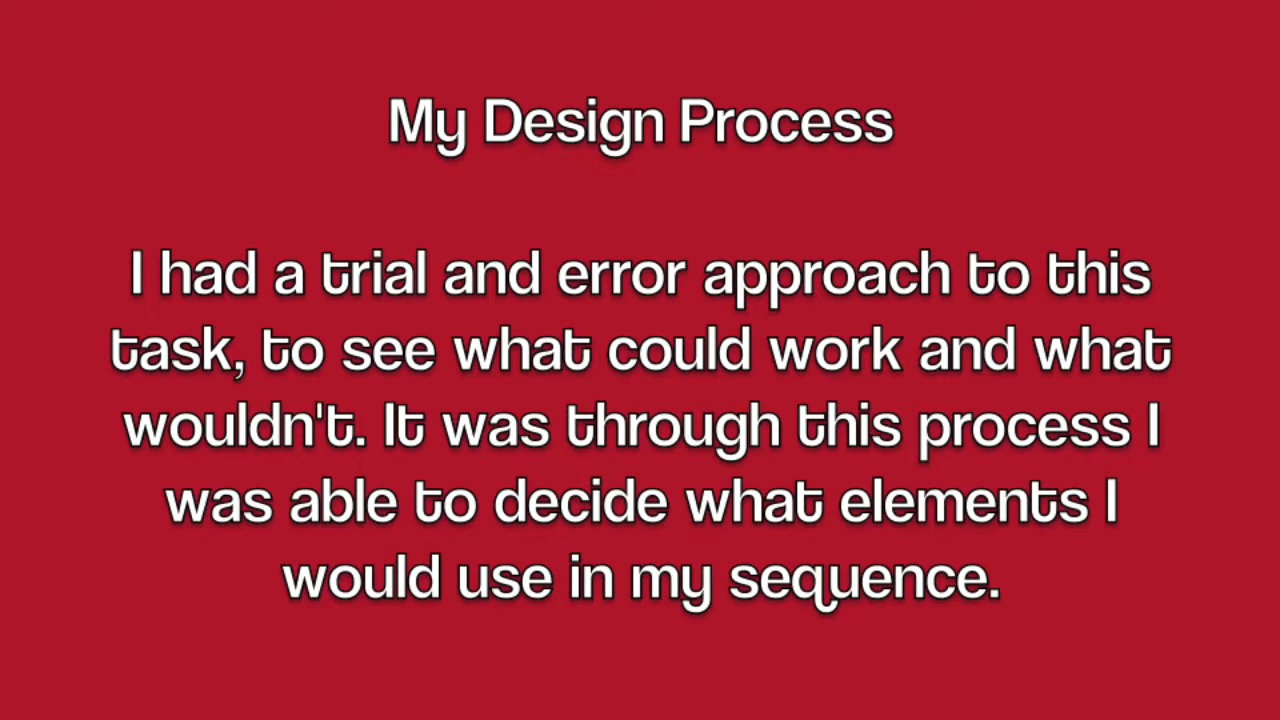 My Design Process
I had a trial and error approach to this
task, to see what could work and what
wouldn't. It was through this process I
was able to decide what elements I
would use in my sequence.